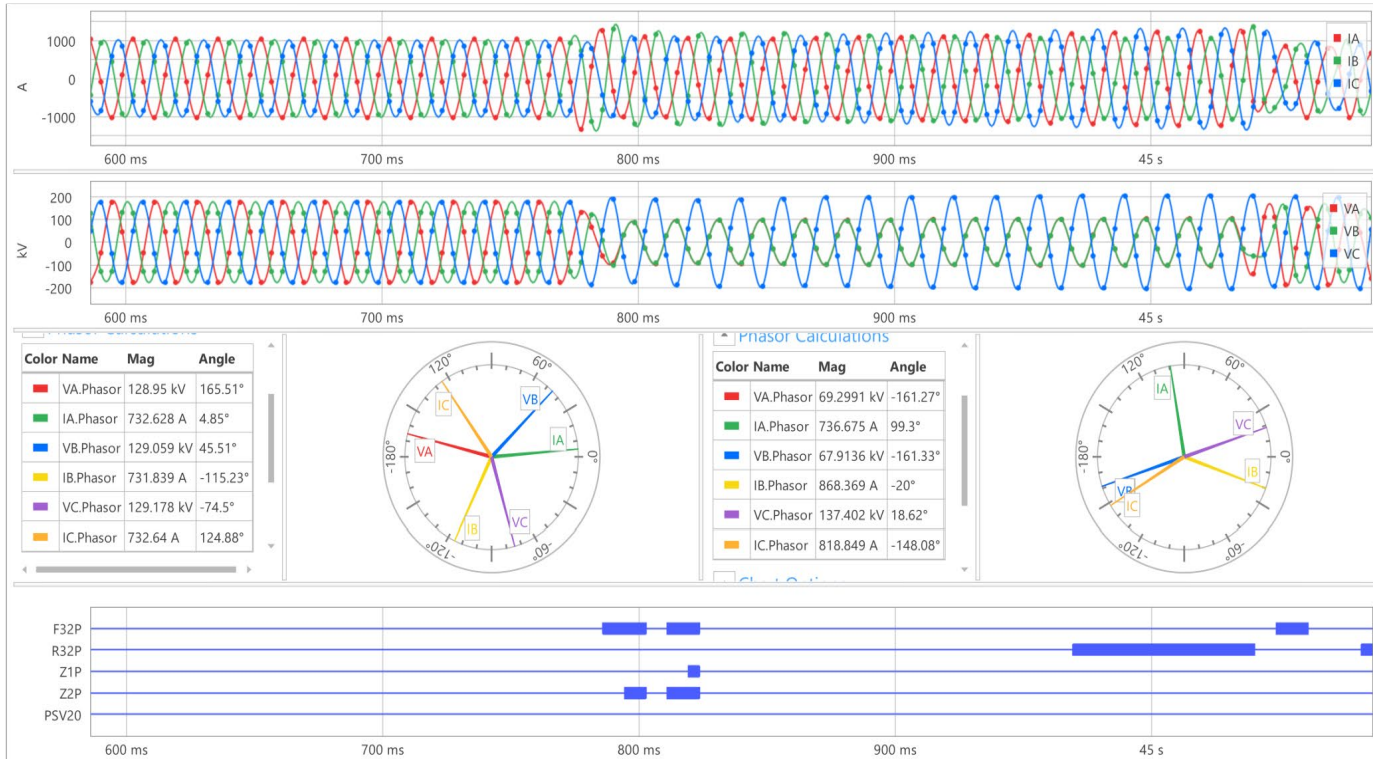 1000
0
-1000
A
IA
IB
IC
600 ms 700 ms 800 ms 900 ms 45 s
200
100
0
-100
-200
kV
VA
VB
VC
600 ms 700 ms 800 ms 900 ms 45 s
Phasor Calculations
Color Name Mag Angle
VA.Phasor 128.95 kV 165.51°
IA.Phasor 732.628 A 4.85°
VB.Phasor 129.059 kV 45.51°
IB.Phasor 731.839 A -115.23°
VC.Phasor 129.178 kV -74.5°
IC.Phasor 732.64 A 124.88°
120°
60°
IC
VB
VA
IA
-180°
0°
IB
VC
-120°
-60°
Phasor Calculations
Color Name Mag Angle
VA.Phasor 69.2991 kV -161.27°
IA.Phasor 736.675 A 99.3°
VB.Phasor 67.9136 kV -161.33°
IB.Phasor 868.369 A -20°
VC.Phasor 137.402 kV 18.62°
IC.Phasor 818.849 A -148.08°
Chart Options
120°
60°
IA
VC
-180°
0°
IB
VB
IC
-120°
-60°
F32P
R32P
Z1P
Z2P
PSV20
600 ms 700 ms 800 ms 900 ms 45 s